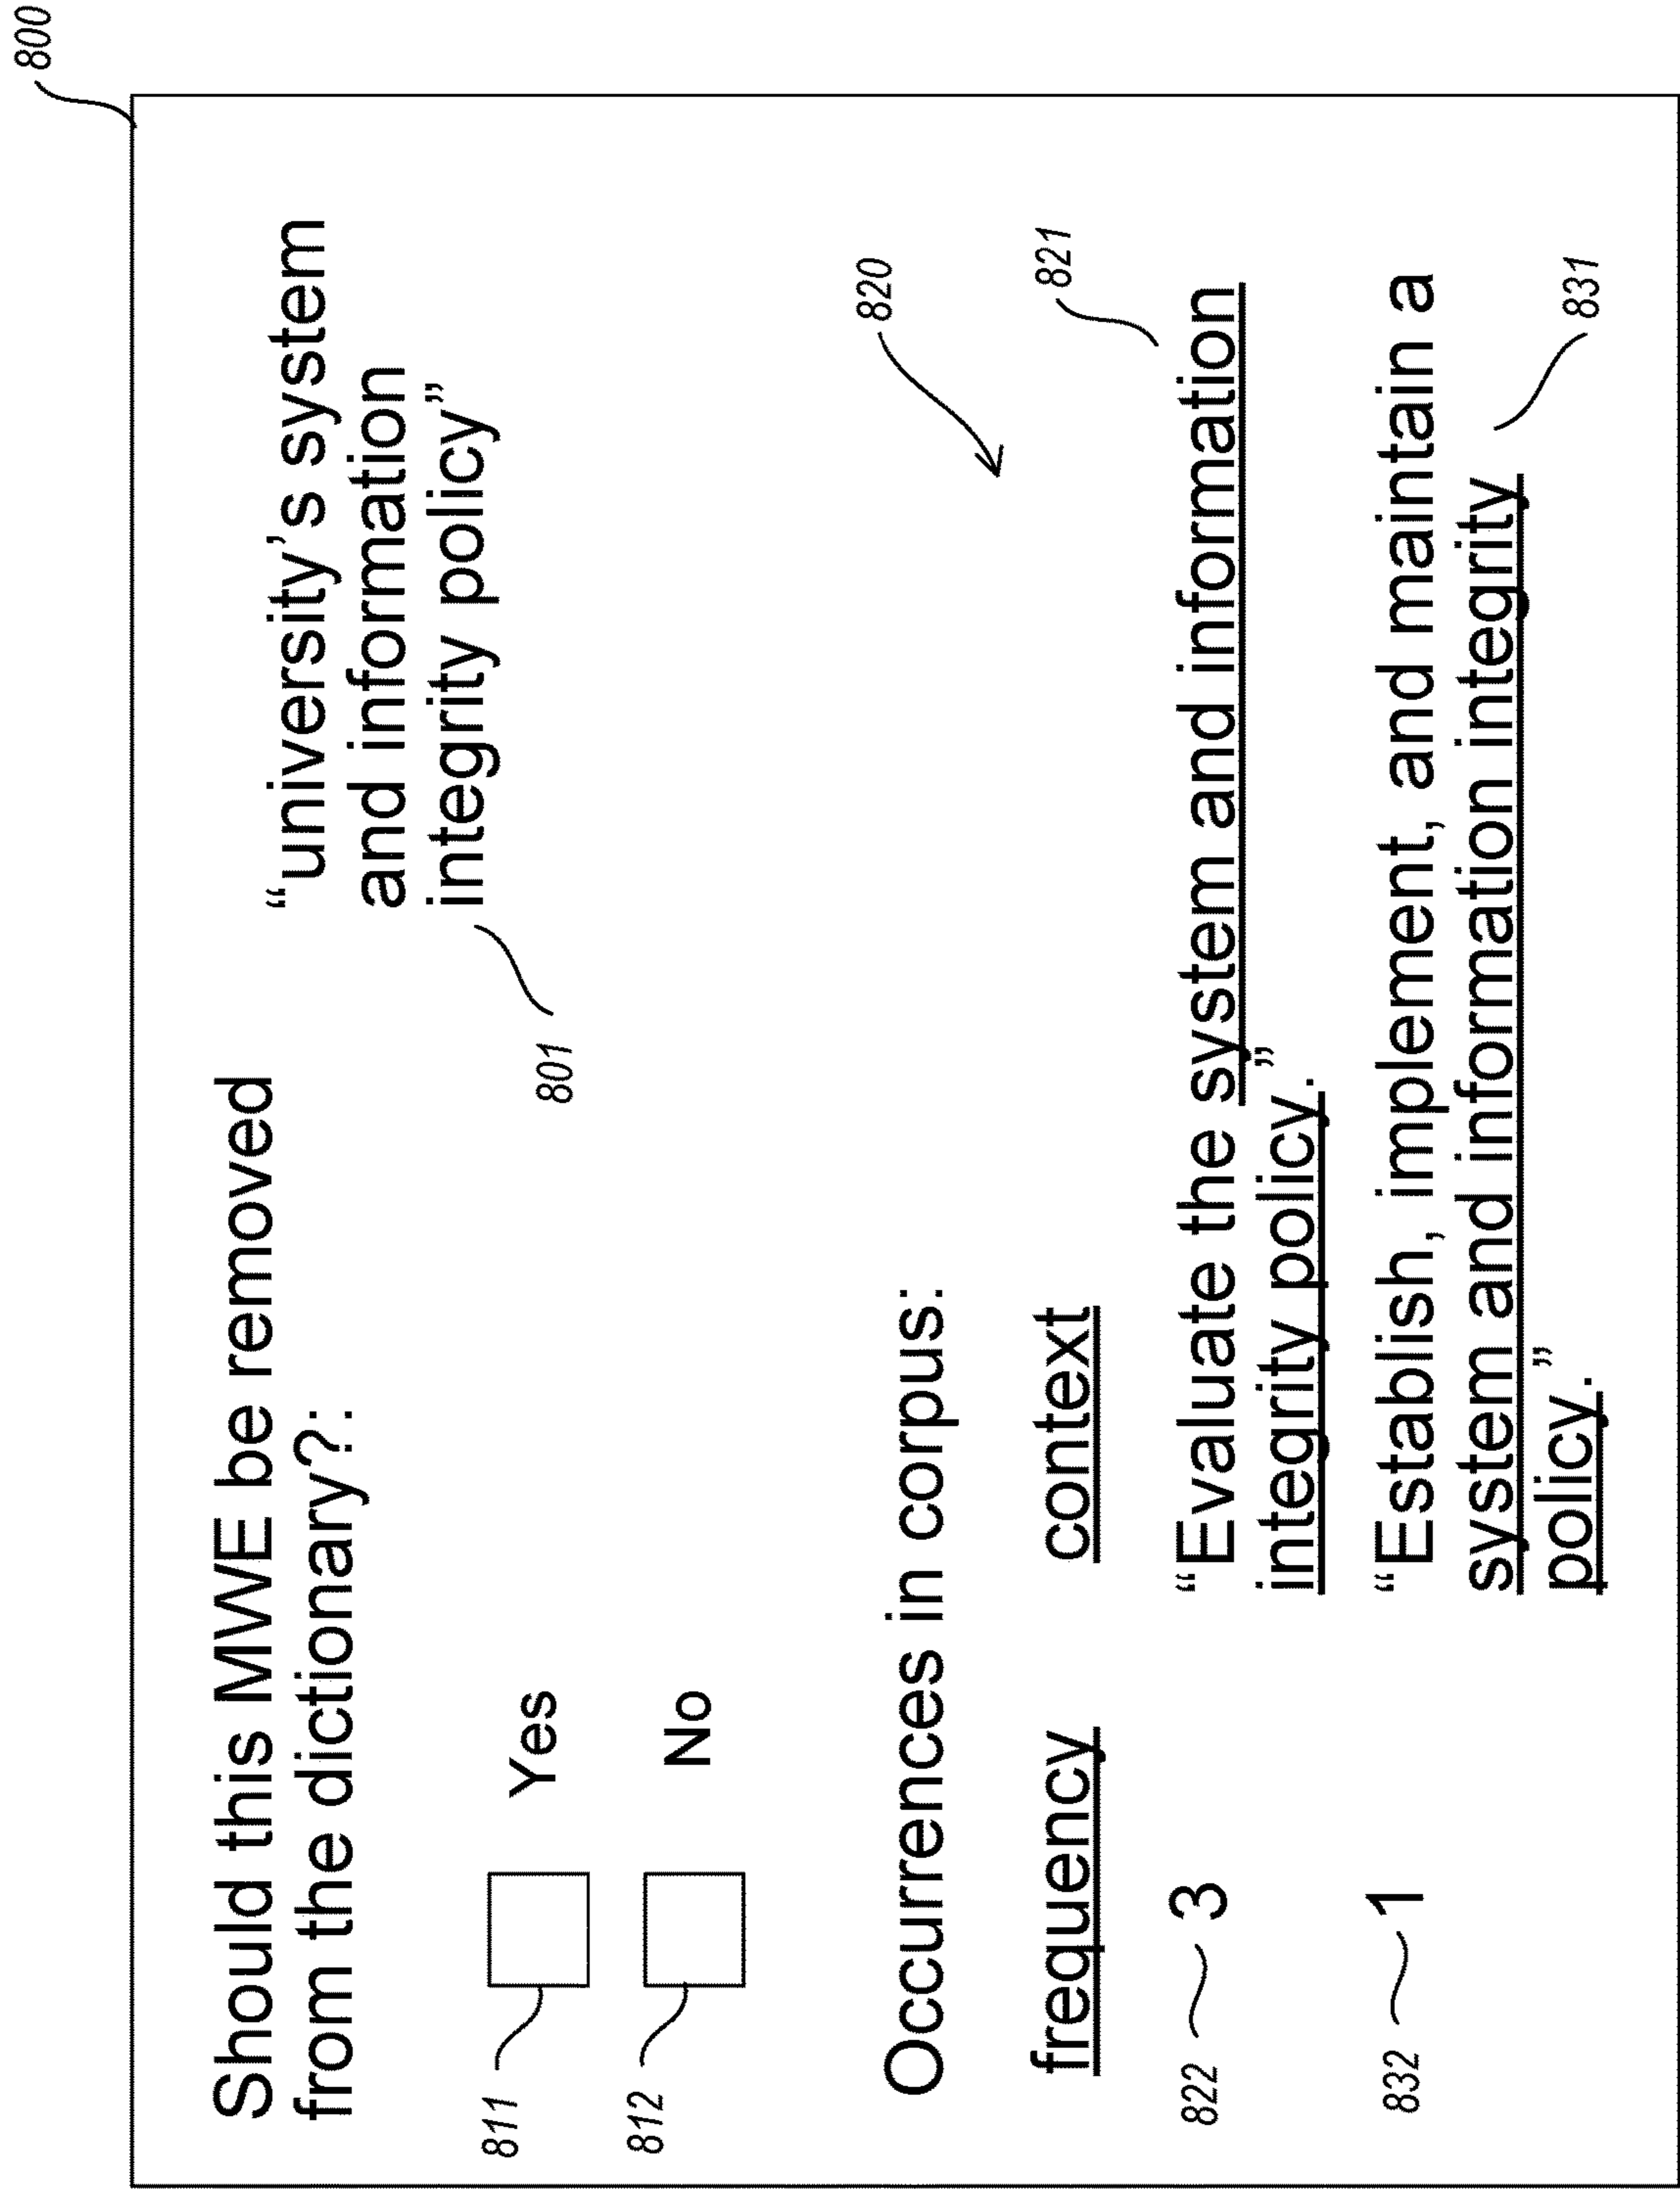 800
Should this MWE be removed
from the dictionary?:
“university’s system
and information
integrity policy”
801
811
Yes
812
No
Occurrences in corpus:
820
frequency
context
821
822
3
“Evaluate the system and information
integrity policy.”
832
1
“Establish, implement, and maintain a
system and information integrity
policy.”
831